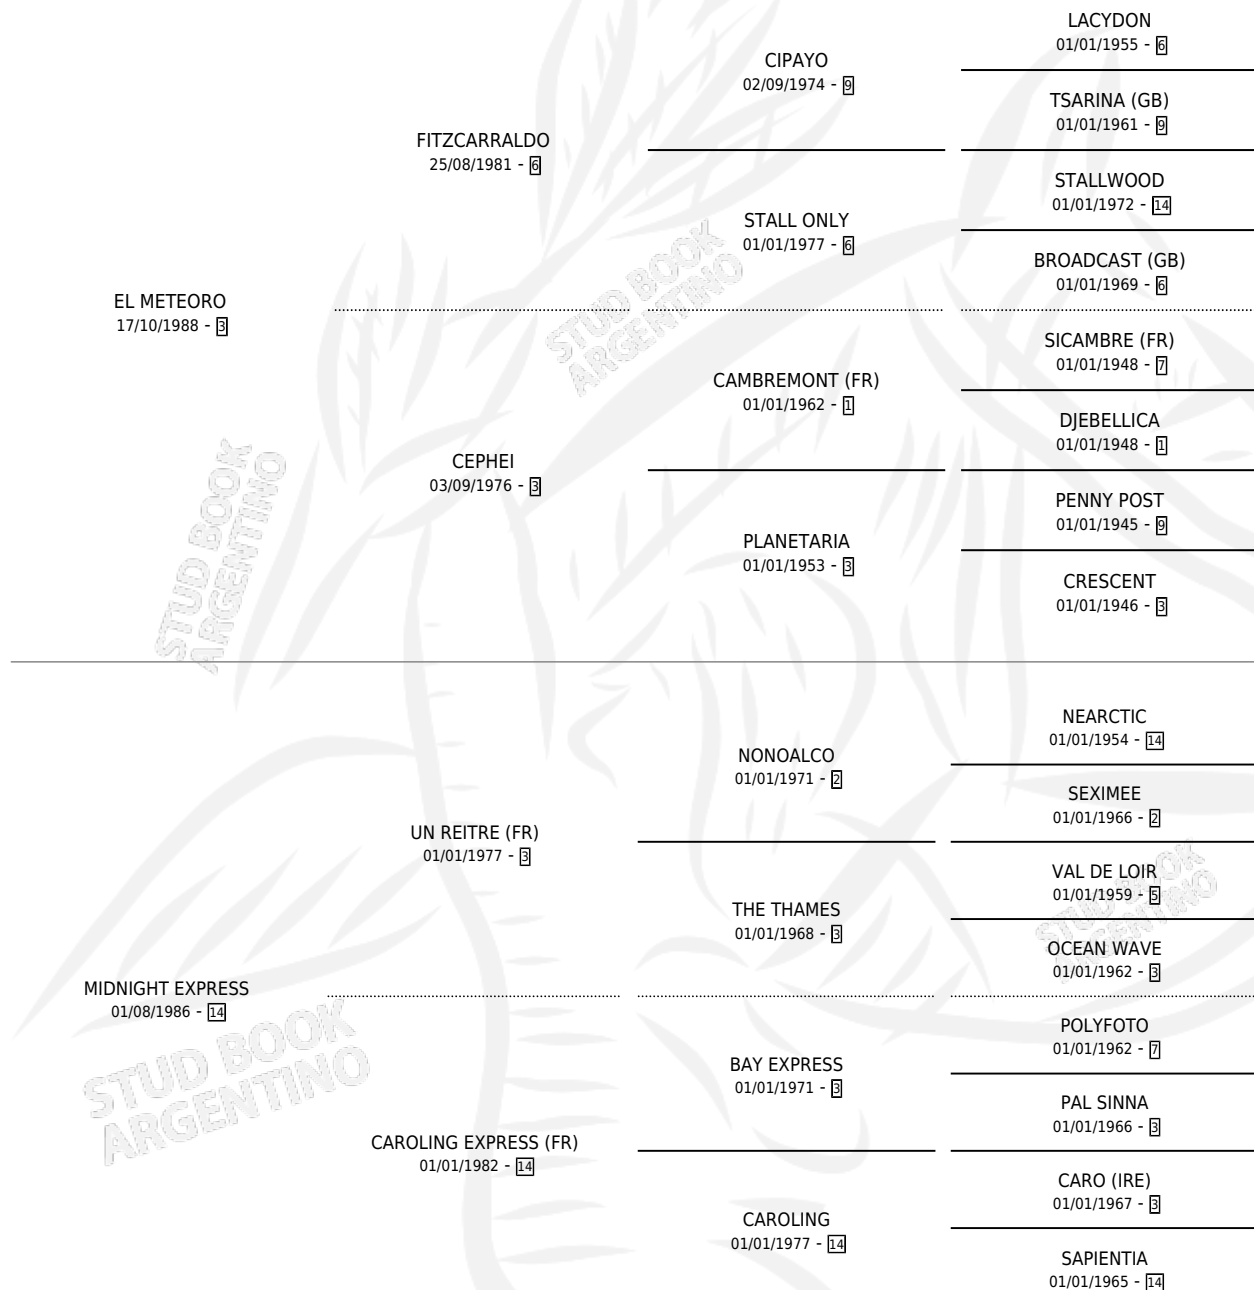 LACYDON
01/01/1955 - 6
CIPAYO
02/09/1974 - 9
TSARINA (GB)
01/01/1961 - 9
FITZCARRALDO
25/08/1981 - 6
STALLWOOD
01/01/1972 - 14
STALL ONLY
01/01/1977 - 6
BROADCAST (GB)
01/01/1969 - 6
EL METEORO
17/10/1988 - 3
STUD BOOK
ARGENTINO
SICAMBRE (FR)
01/01/1948 - 7
CAMBREMONT (FR)
01/01/1962 - 1
DJEBELLICA
01/01/1948 - 1
CEPHEI
03/09/1976 - 3
PENNY POST
01/01/1945 - 9
PLANETARIA
01/01/1953 - 3
CRESCENT
01/01/1946 - 3
STUD BOOK
ARGENTINO
NEARCTIC
01/01/1954 - 14
NONOALCO
01/01/1971 - 2
SEXIMEE
01/01/1966 - 2
UN REITRE (FR)
01/01/1977 - 3
VAL DE LOIR
01/01/1959 - 5
THE THAMES
01/01/1968 - 3
STUD BOOK
ARGENTINO
OCEAN WAVE
01/01/1962 - 3
MIDNIGHT EXPRESS
01/08/1986 - 14
POLYFOTO
01/01/1962 - 7
BAY EXPRESS
01/01/1971 - 3
STUD BOOK
ARGENTINO
PAL SINNA
01/01/1966 - 3
CAROLING EXPRESS (FR)
01/01/1982 - 14
CARO (IRE)
01/01/1967 - 3
CAROLING
01/01/1977 - 14
SAPIENTIA
01/01/1965 - 14